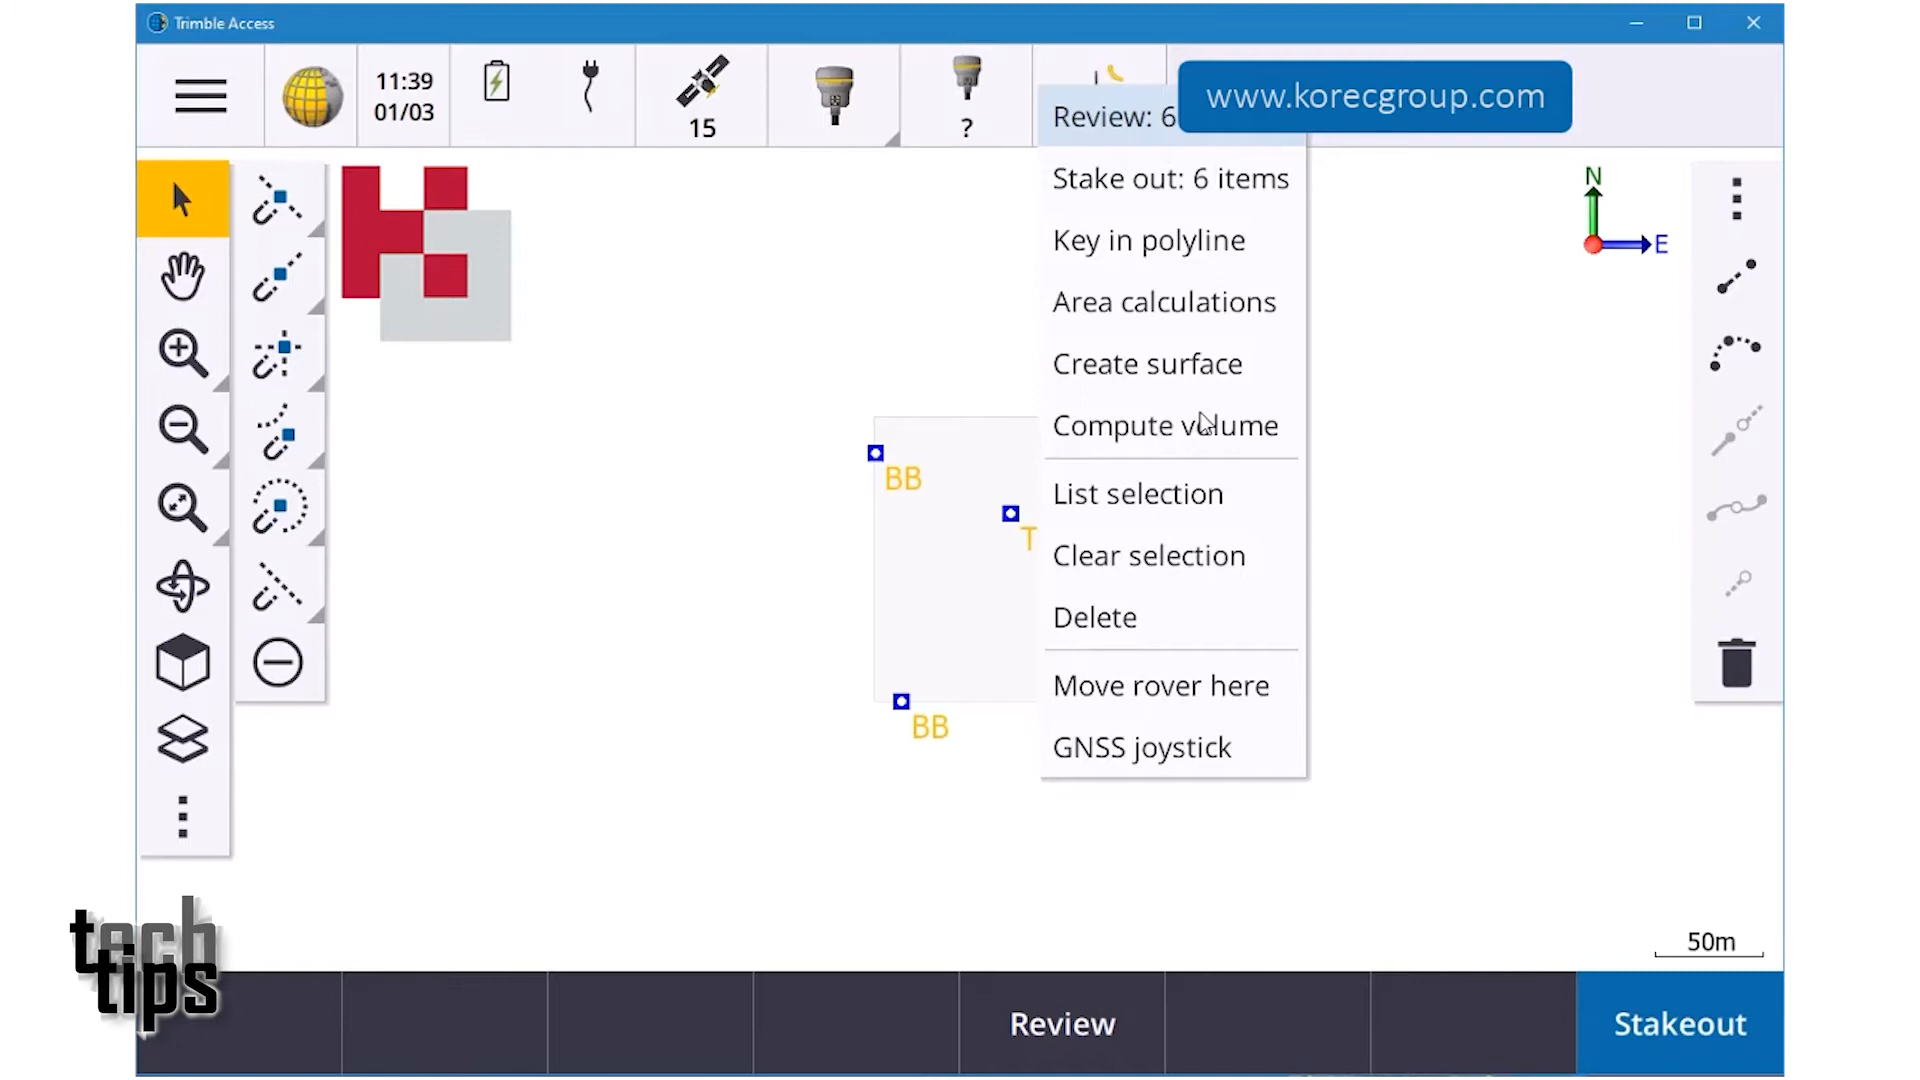 Trimble Access
11:39
01/03
15
?
www.korecgroup.com
Review: 6
Stake out: 6 items
Key in polyline
Area calculations
Create surface
Compute volume
List selection
Clear selection
Delete
Move rover here
GNSS joystick
N
E
BB
T
BB
50m
tech
tips
Review
Stakeout